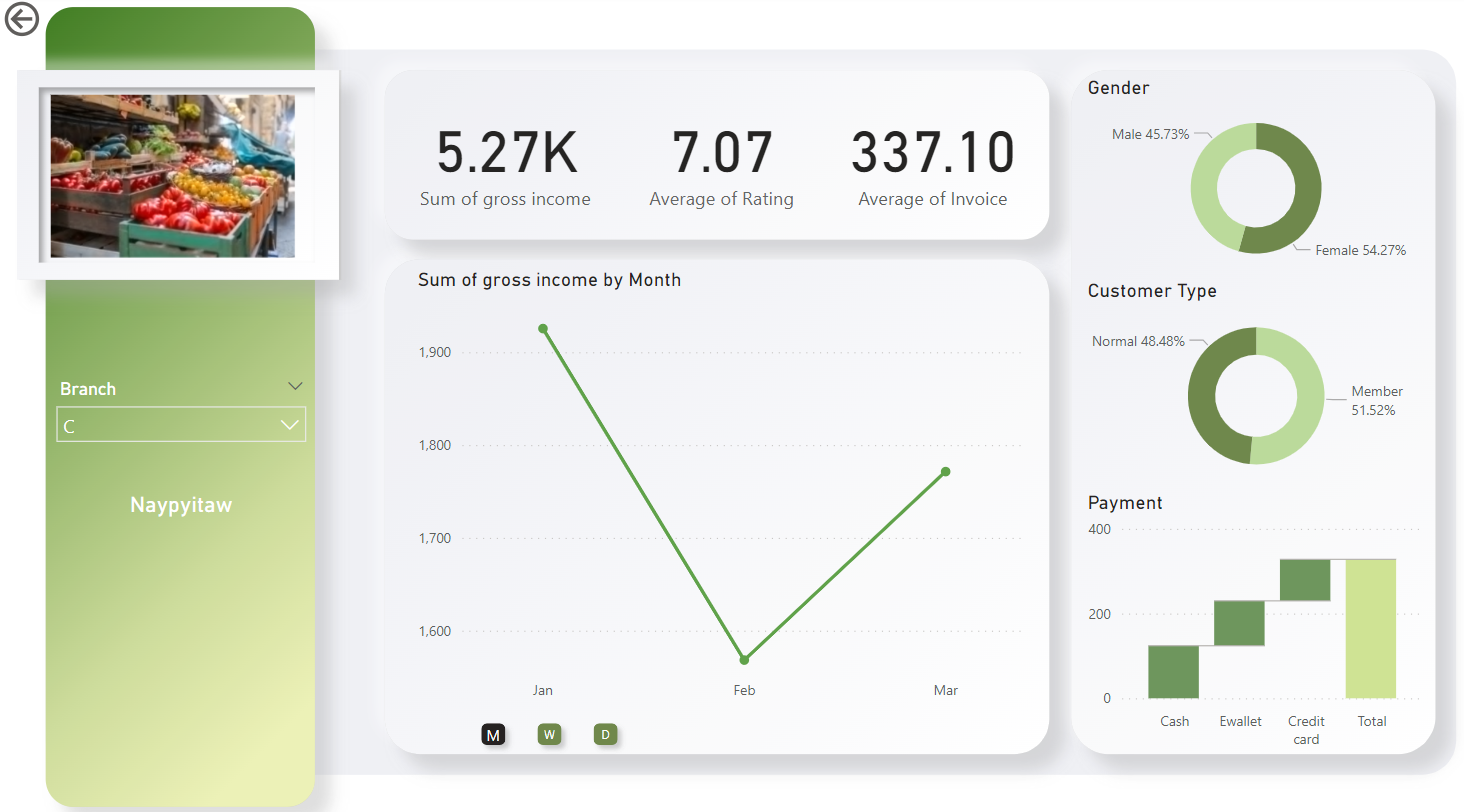 Branch
C
Naypyitaw
5.27K
Sum of gross income
7.07
Average of Rating
337.10
Average of Invoice
Sum of gross income by Month
1,900
1,800
1,700
1,600
Jan
Feb
Mar
M
W
D
Gender
Male 45.73%
Female 54.27%
Customer Type
Normal 48.48%
Member
51.52%
Payment
400
200
0
Cash
Ewallet
Credit
card
Total